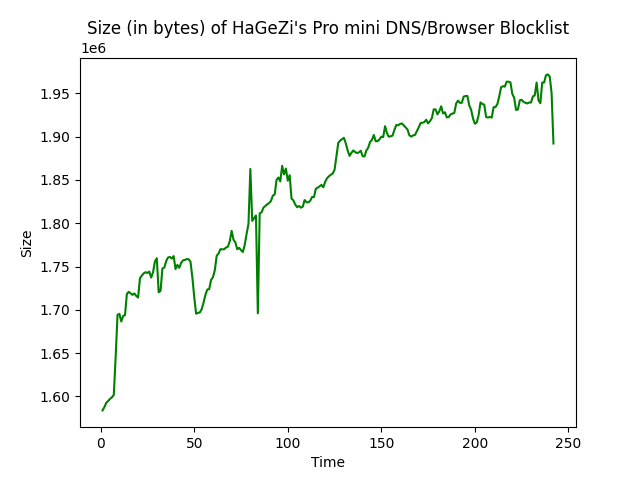 Size (in bytes) of HaGeZi's Pro mini DNS/Browser Blocklist
1e6
1.95
1.90
1.85
1.80
1.75
1.70
1.65
1.60
Size
0 50 100 150 200 250
Time